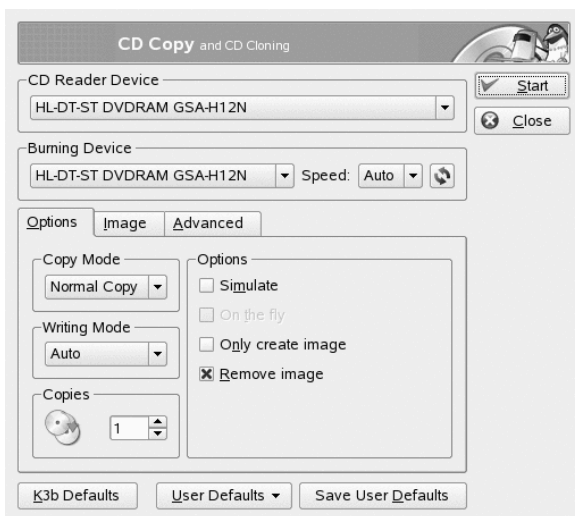 CD Copy and CD Cloning
CD Reader Device
HL-DT-ST DVDRAM GSA-H12N
Start
Close
Burning Device
HL-DT-ST DVDRAM GSA-H12N Speed: Auto
Options Image Advanced
Copy Mode
Normal Copy
Writing Mode
Auto
Copies
1
Options
Simulate
On the fly
Only create image
Remove image
K3b Defaults User Defaults Save User Defaults